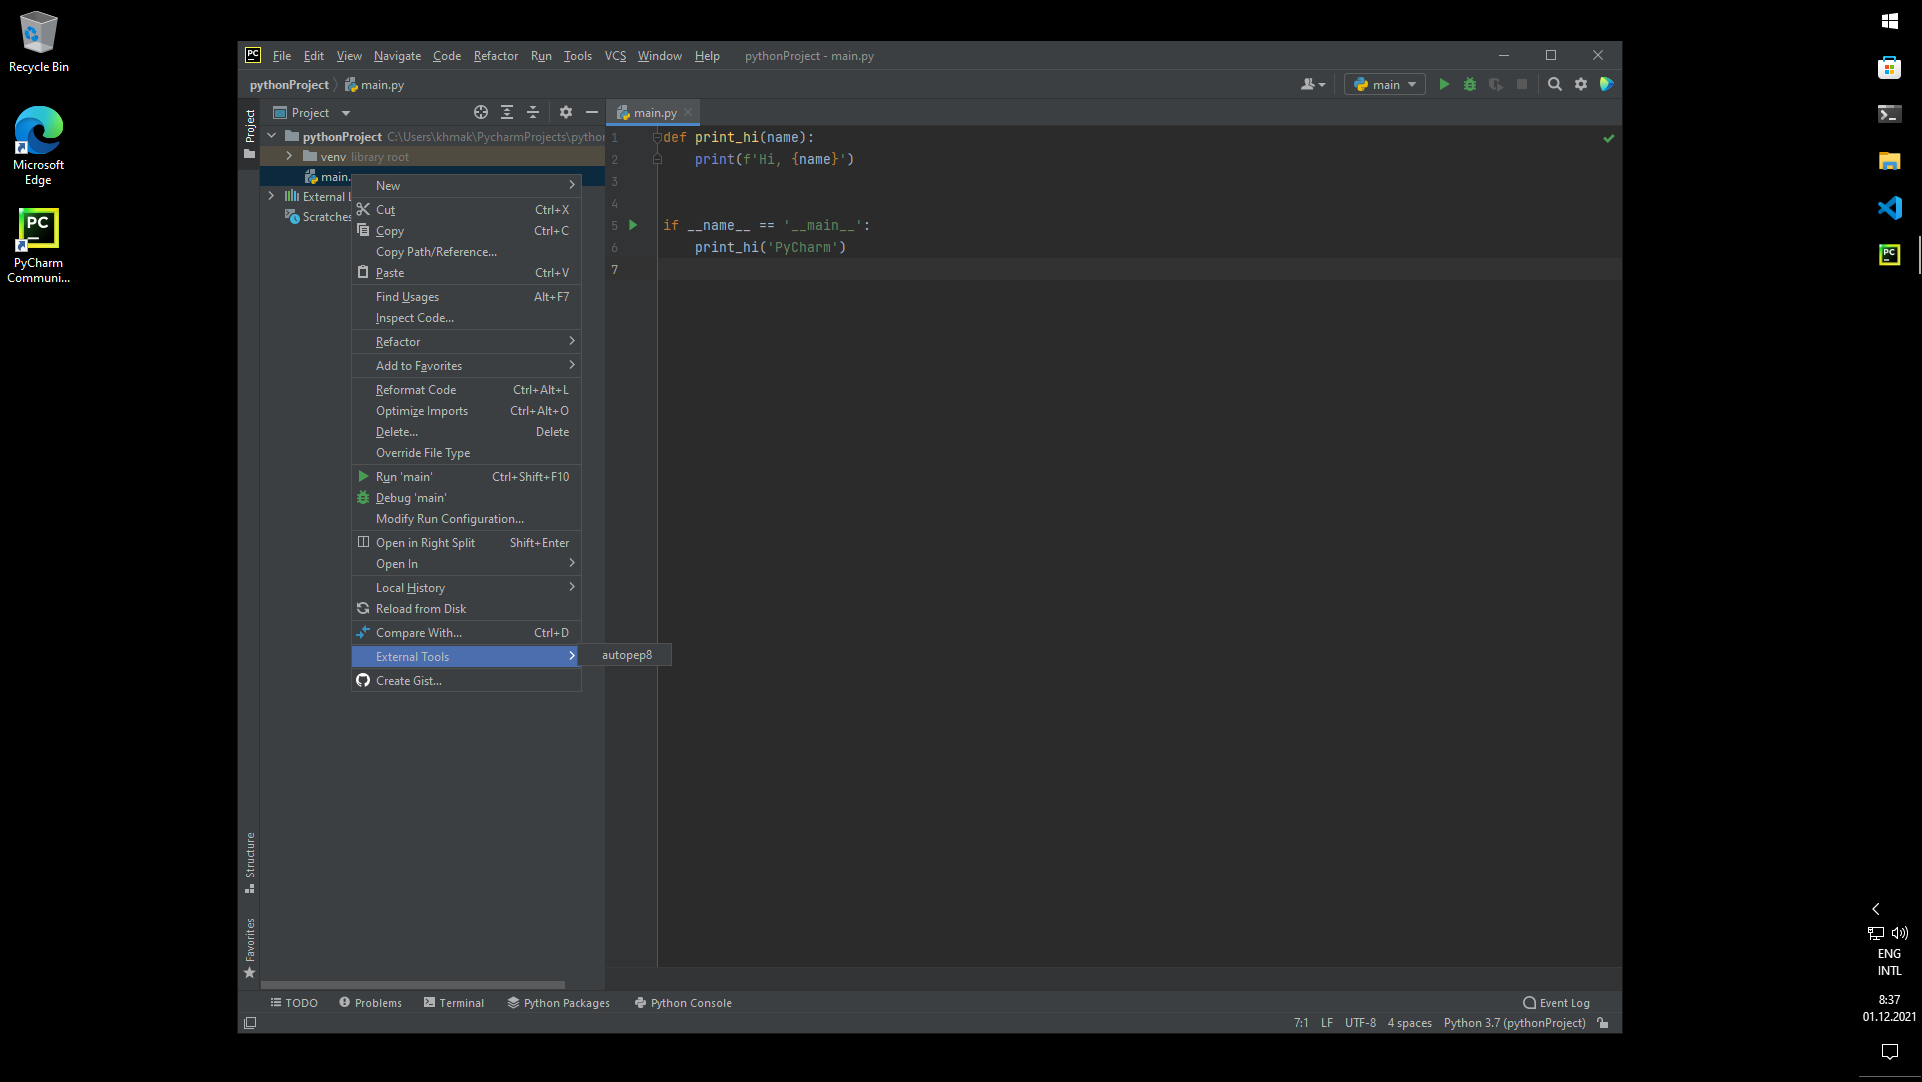 Recycle Bin
Microsoft
Edge
PC
PyCharm
Communi...
PC File Edit View Navigate Code Refactor Run Tools VCS Window Help pythonProject - main.py
pythonProject main.py
main
Project
Project
main.py
pythonProject C:\Users\khmak\PycharmProjects\python
venv library root
main.
External L
Scratches
New
Cut Ctrl+X
Copy Ctrl+C
Copy Path/Reference...
Paste Ctrl+V
Find Usages Alt+F7
Inspect Code...
Refactor
Add to Favorites
Reformat Code Ctrl+Alt+L
Optimize Imports Ctrl+Alt+O
Delete... Delete
Override File Type
Run 'main' Ctrl+Shift+F10
Debug 'main'
Modify Run Configuration...
Open in Right Split Shift+Enter
Open In
Local History
Reload from Disk
Compare With... Ctrl+D
External Tools
autopep8
Create Gist...
1 def print_hi(name):
2 print(f'Hi, {name}')
3
4
5 if __name__ == '__main__':
6 print_hi('PyCharm')
7
Structure
Favorites
TODO Problems Terminal Python Packages Python Console Event Log
7:1 LF UTF-8 4 spaces Python 3.7 (pythonProject)
PC
ENG
INTL
8:37
01.12.2021